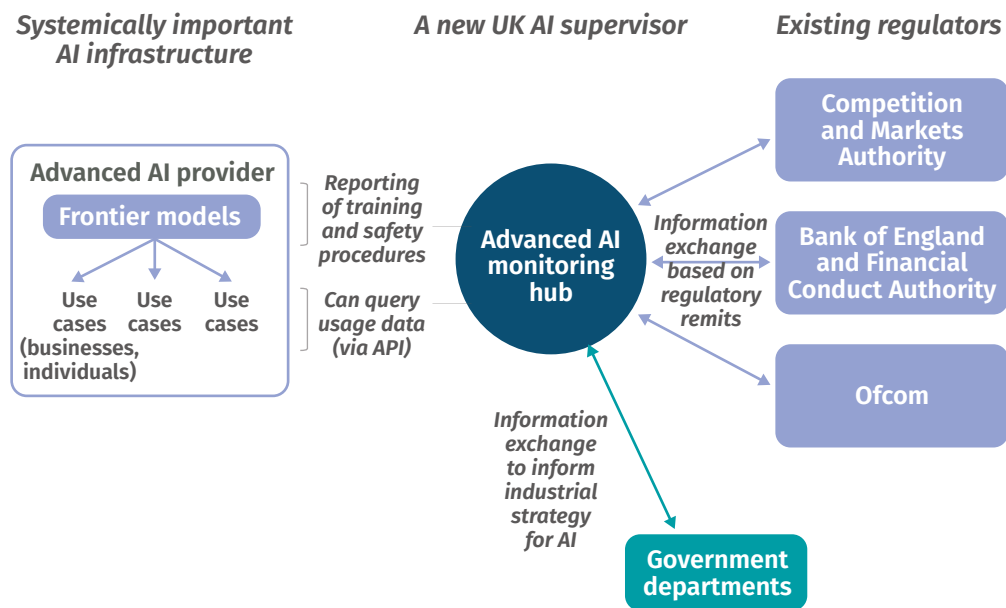 Systemically important
AI infrastructure
A new UK AI supervisor
Existing regulators
Advanced AI provider
Frontier models
Use
cases
(businesses,
individuals)
Use
cases
Use
cases
Reporting
of training
and safety
procedures
Can query
usage data
(via API)
Advanced AI
monitoring
hub
Information
exchange
based on
regulatory
remits
Competition
and Markets
Authority
Bank of England
and Financial
Conduct Authority
Ofcom
Information
exchange
to inform
industrial
strategy
for AI
Government
departments